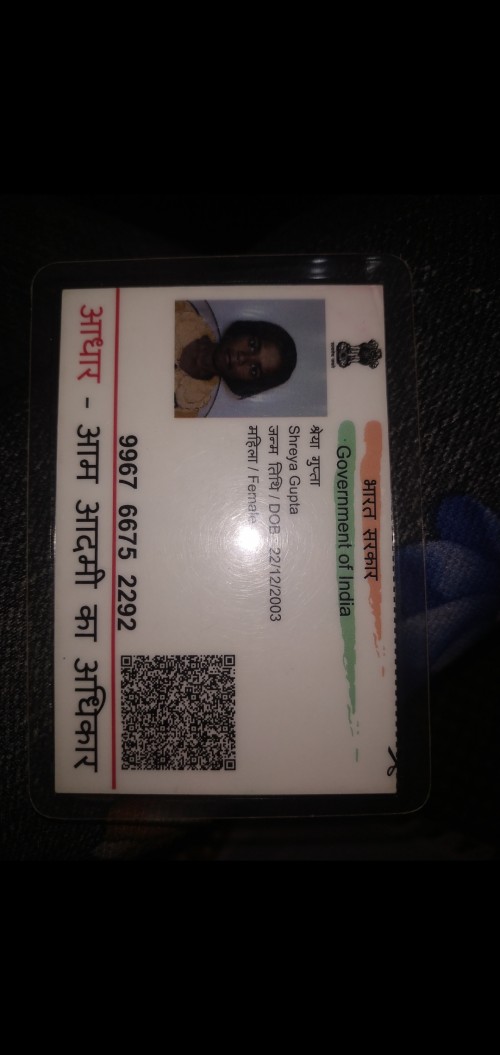 भारत सरकार
Government of India
श्रेया गुप्ता
Shreya Gupta
जन्म तिथि / DOB : 22/12/2003
महिला / Female
9967 6675 2292
आधार - आम आदमी का अधिकार